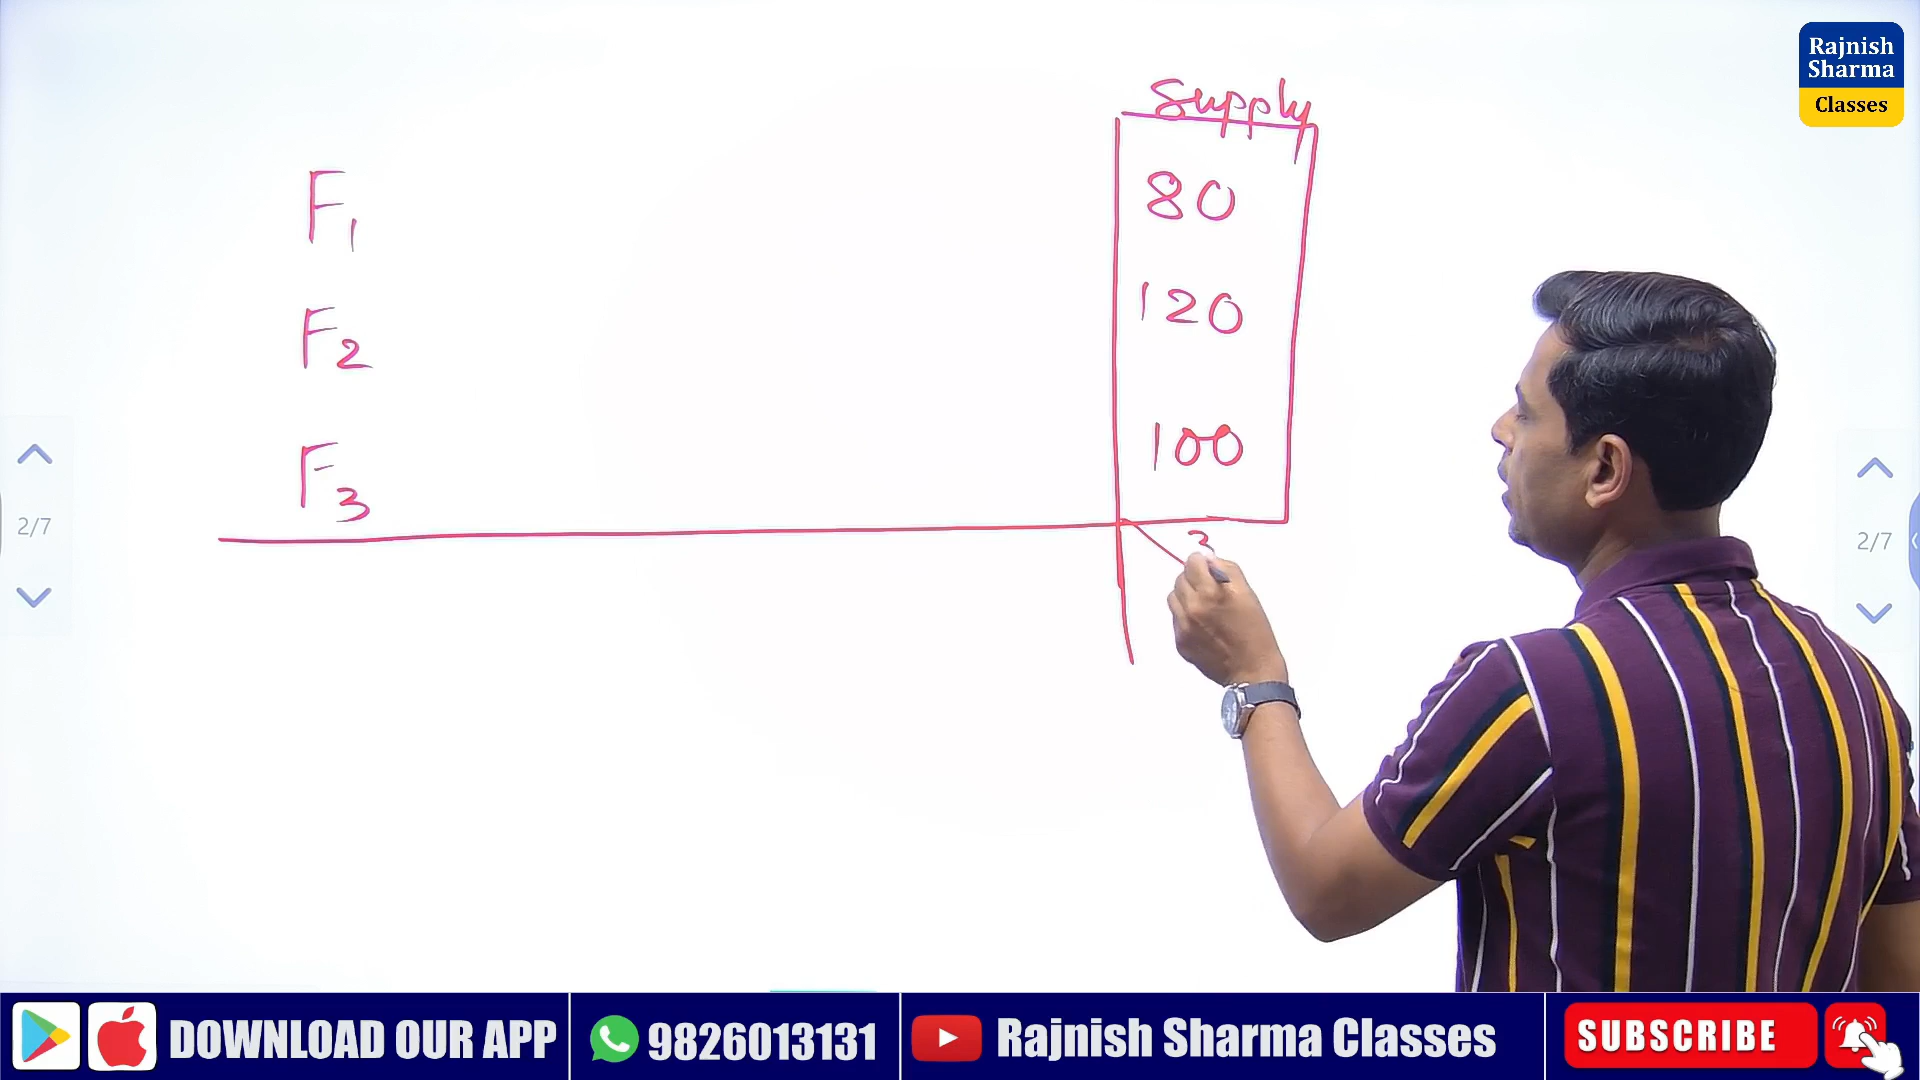 Rajnish
Sharma
Classes
Supply
F1 80
F2 120
F3 100
3
2/7
2/7
DOWNLOAD OUR APP
9826013131
Rajnish Sharma Classes
SUBSCRIBE